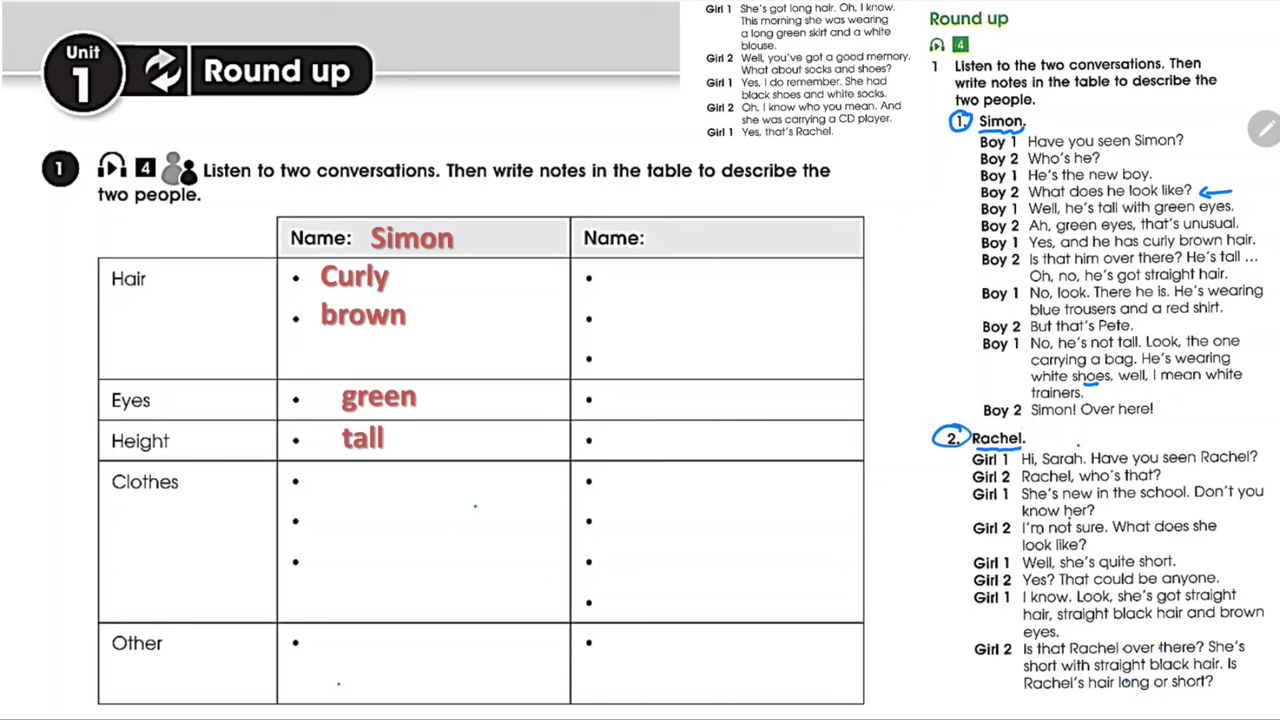 Unit
1
Round up
Girl 1 She's got long hair. Oh, I know.
This morning she was wearing
a long green skirt and a white
blouse.
Girl 2 Well, you've got a good memory.
What about socks and shoes?
Girl 1 Yes, I do remember. She had
black shoes and white socks.
Girl 2 Oh, I know who you mean. And
she was carrying a CD player.
Girl 1 Yes, that's Rachel.
1 4 Listen to two conversations. Then write notes in the table to describe the
two people.
Name: Simon Name:
Hair • Curly •
• brown •
•
Eyes • green •
Height • tall •
Clothes • •
• •
• •
•
Other • •
Round up
4
1 Listen to the two conversations. Then
write notes in the table to describe the
two people.
1. Simon.
Boy 1 Have you seen Simon?
Boy 2 Who's he?
Boy 1 He's the new boy.
Boy 2 What does he look like?
Boy 1 Well, he's tall with green eyes.
Boy 2 Ah, green eyes, that's unusual.
Boy 1 Yes, and he has curly brown hair.
Boy 2 Is that him over there? He's tall ...
Oh, no, he's got straight hair.
Boy 1 No, look. There he is. He's wearing
blue trousers and a red shirt.
Boy 2 But that's Pete.
Boy 1 No, he's not tall. Look, the one
carrying a bag. He's wearing
white shoes, well, I mean white
trainers.
Boy 2 Simon! Over here!
2. Rachel.
Girl 1 Hi, Sarah. Have you seen Rachel?
Girl 2 Rachel, who's that?
Girl 1 She's new in the school. Don't you
know her?
Girl 2 I'm not sure. What does she
look like?
Girl 1 Well, she's quite short.
Girl 2 Yes? That could be anyone.
Girl 1 I know. Look, she's got straight
hair, straight black hair and brown
eyes.
Girl 2 Is that Rachel over there? She's
short with straight black hair. Is
Rachel's hair long or short?